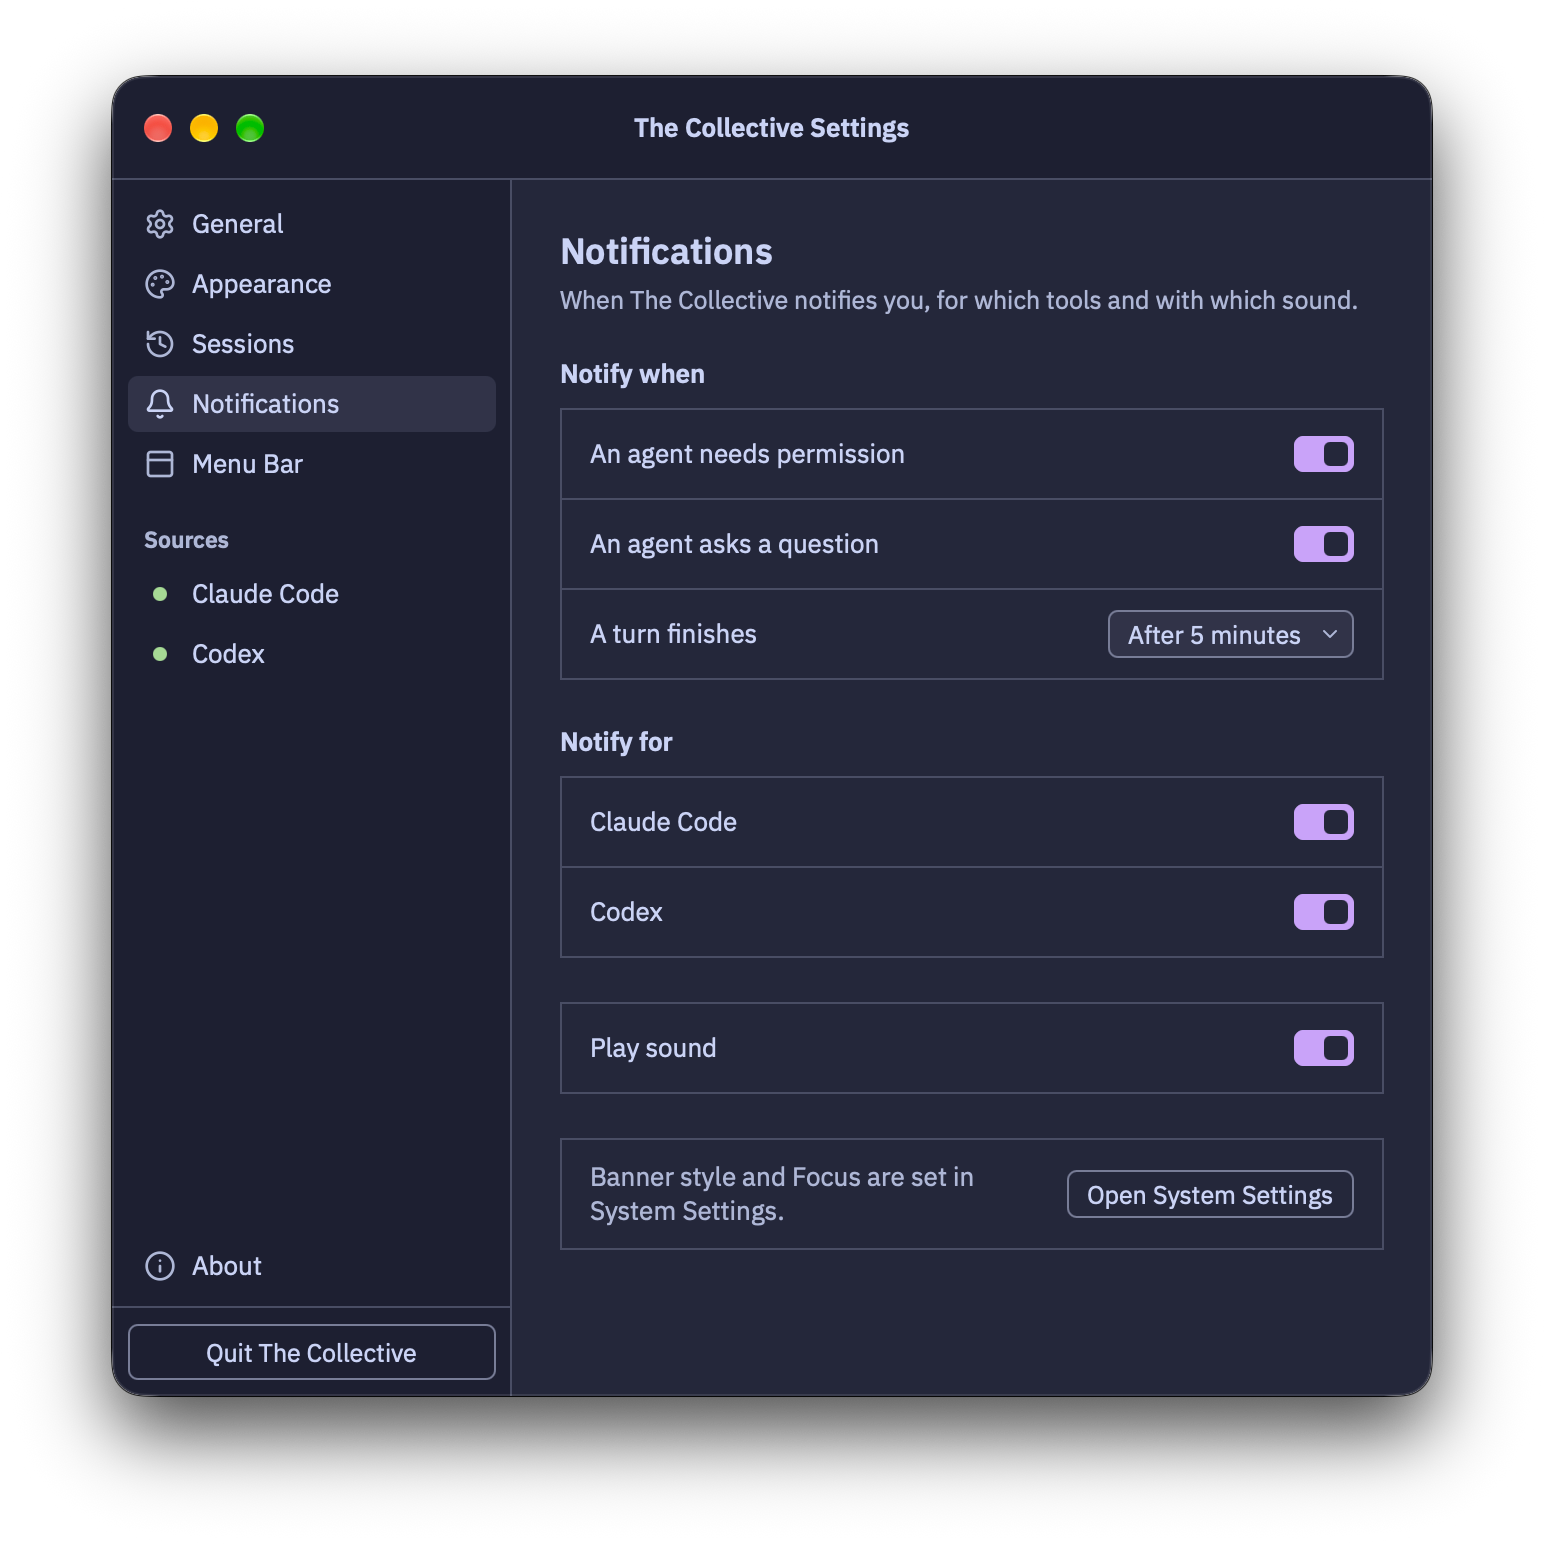 The Collective Settings
General
Appearance
Sessions
Notifications
Menu Bar
Sources
Claude Code
Codex
About
Quit The Collective
Notifications
When The Collective notifies you, for which tools and with which sound.
Notify when
An agent needs permission
An agent asks a question
A turn finishes
After 5 minutes
Notify for
Claude Code
Codex
Play sound
Banner style and Focus are set in
System Settings.
Open System Settings